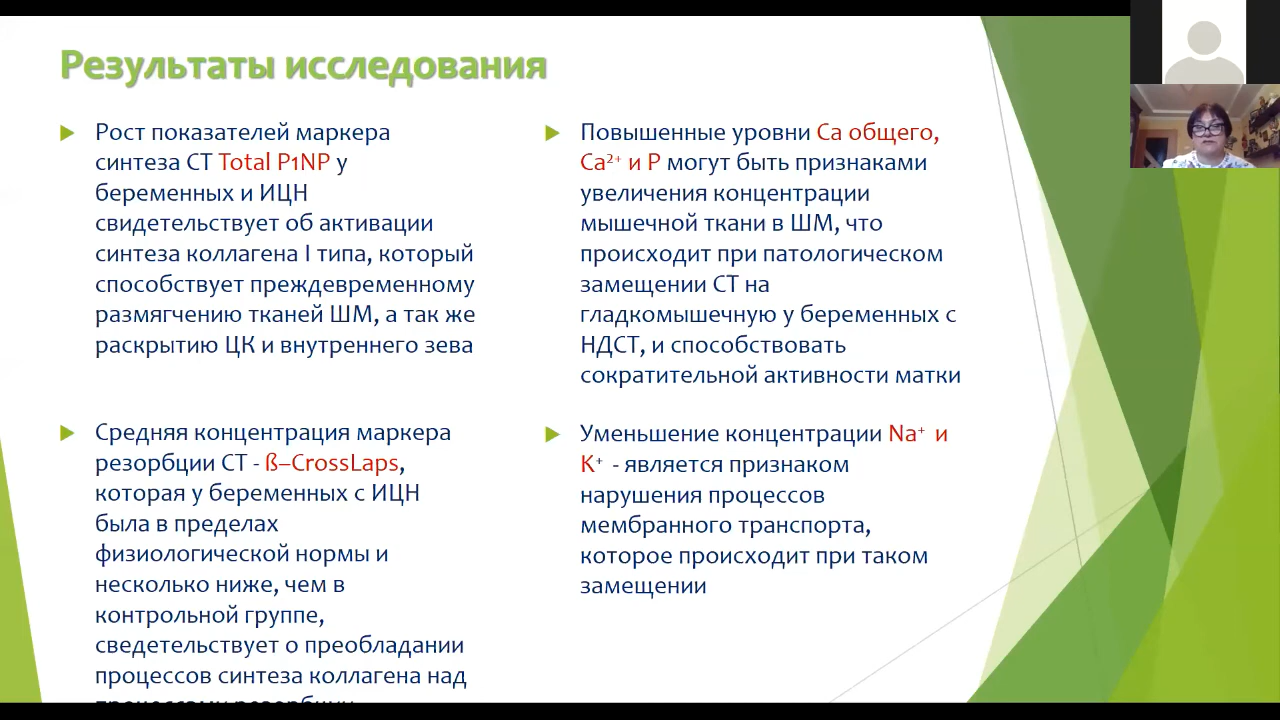 Результаты исследования
Рост показателей маркера
синтеза СТ Total P1NP у
беременных и ИЦН
свидетельствует об активации
синтеза коллагена I типа, который
способствует преждевременному
размягчению тканей ШМ, а так же
раскрытию ЦК и внутреннего зева
Средняя концентрация маркера
резорбции СТ - ß–CrossLaps,
которая у беременных с ИЦН
была в пределах
физиологической нормы и
несколько ниже, чем в
контрольной группе,
сведетельствует о преобладании
процессов синтеза коллагена над
процессами резорбции
Повышенные уровни Са общего,
Са²⁺ и Р могут быть признаками
увеличения концентрации
мышечной ткани в ШМ, что
происходит при патологическом
замещении СТ на
гладкомышечную у беременных с
НДСТ, и способствовать
сократительной активности матки
Уменьшение концентрации Na⁺ и
K⁺ - является признаком
нарушения процессов
мембранного транспорта,
которое происходит при таком
замещении